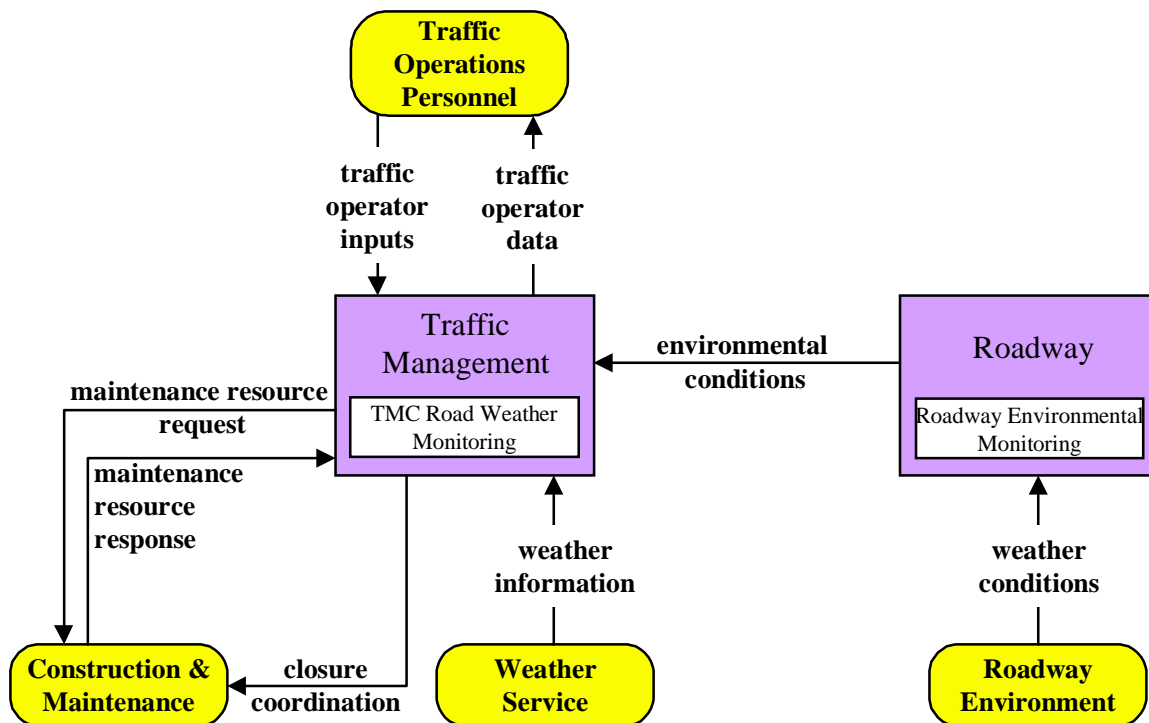 Traffic
Operations
Personnel
traffic
operator
inputs
traffic
operator
data
Traffic
Management
TMC Road Weather
Monitoring
environmental
conditions
Roadway
Roadway Environmental
Monitoring
maintenance resource
request
maintenance
resource
response
weather
information
weather
conditions
Construction &
Maintenance
closure
coordination
Weather
Service
Roadway
Environment